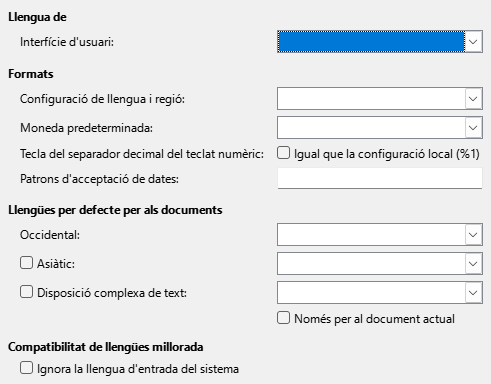 Llengua de
Interfície d'usuari:
Formats
Configuració de llengua i regió:
Moneda predeterminada:
Tecla del separador decimal del teclat numèric: Igual que la configuració local (%1)
Patrons d'acceptació de dates:
Llengües per defecte per als documents
Occidental:
Asiàtic:
Disposició complexa de text:
Només per al document actual
Compatibilitat de llengües millorada
Ignora la llengua d'entrada del sistema